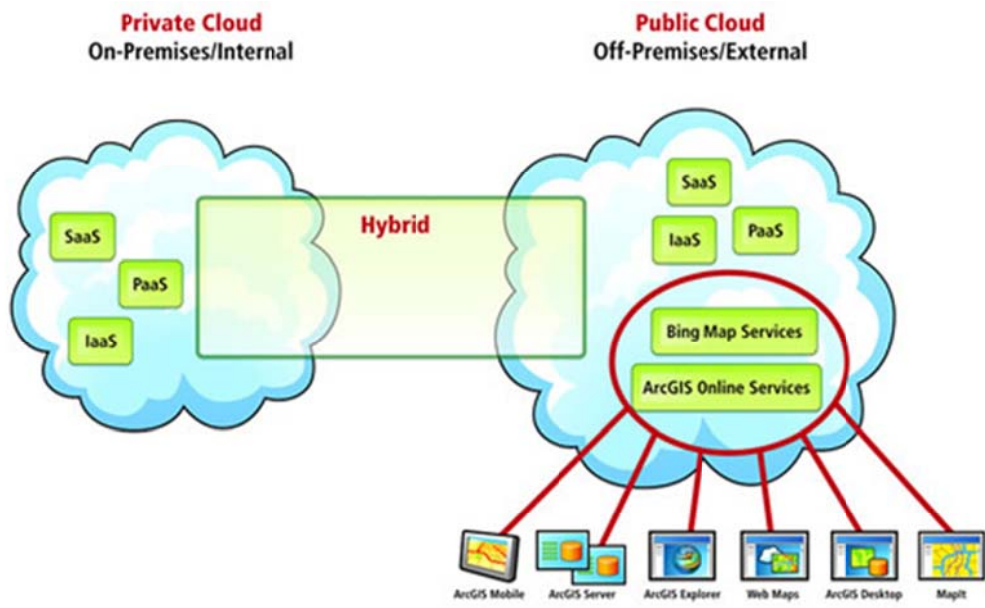 Private Cloud
On-Premises/Internal
Public Cloud
Off-Premises/External
SaaS
PaaS
IaaS
Hybrid
SaaS
IaaS
PaaS
Bing Map Services
ArcGIS Online Services
ArcGIS Mobile
ArcGIS Server
ArcGIS Explorer
Web Maps
ArcGIS Desktop
MapIt